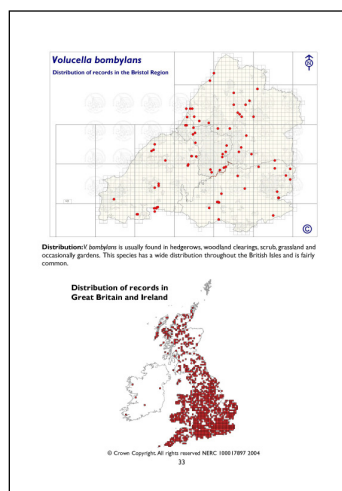 Volucella bombylans
Distribution of records in the Bristol Region
N
©
Distribution: V. bombylans is usually found in hedgerows, woodland clearings, scrub, grassland and
occasionally gardens. This species has a wide distribution throughout the British Isles and is fairly
common.
Distribution of records in
Great Britain and Ireland
© Crown Copyright. All rights reserved NERC 100017897 2004
33